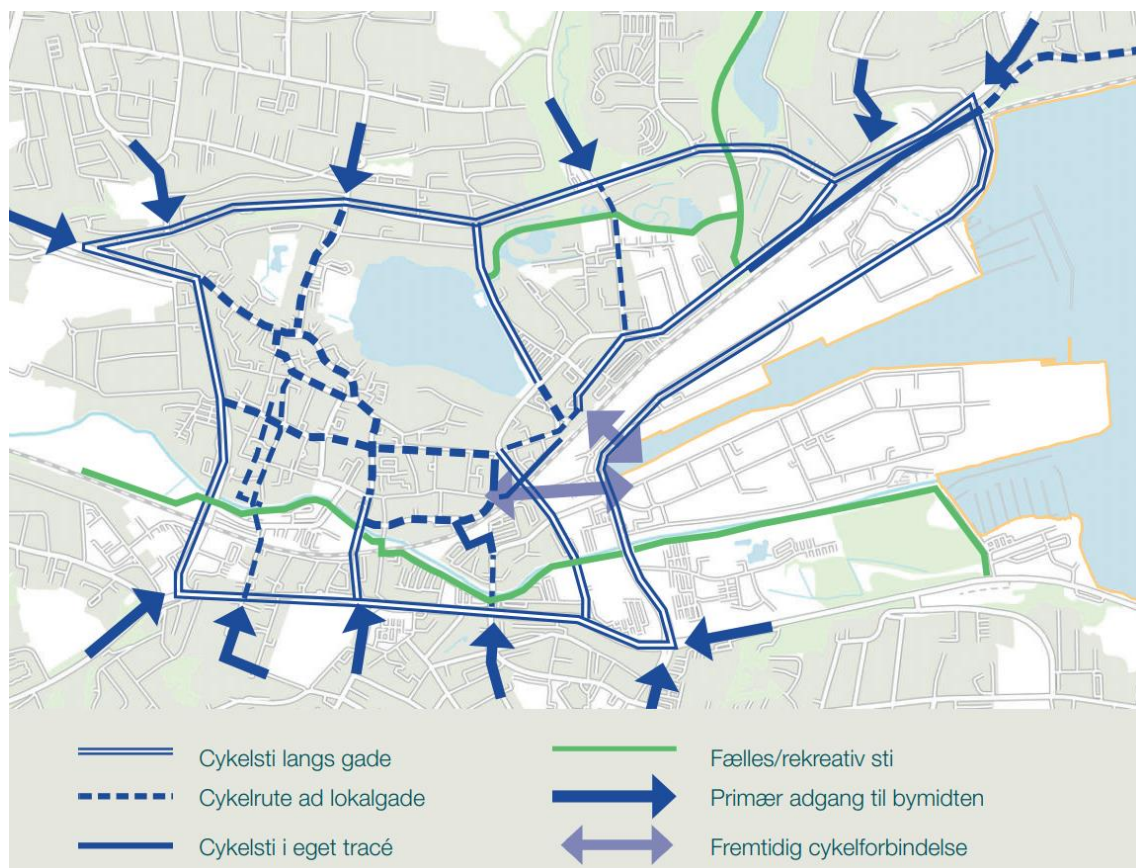 Cykelsti langs gade
Cykelrute ad lokalgade
Cykelsti i eget tracé
Fælles/rekreativ sti
Primær adgang til bymidten
Fremtidig cykelforbindelse